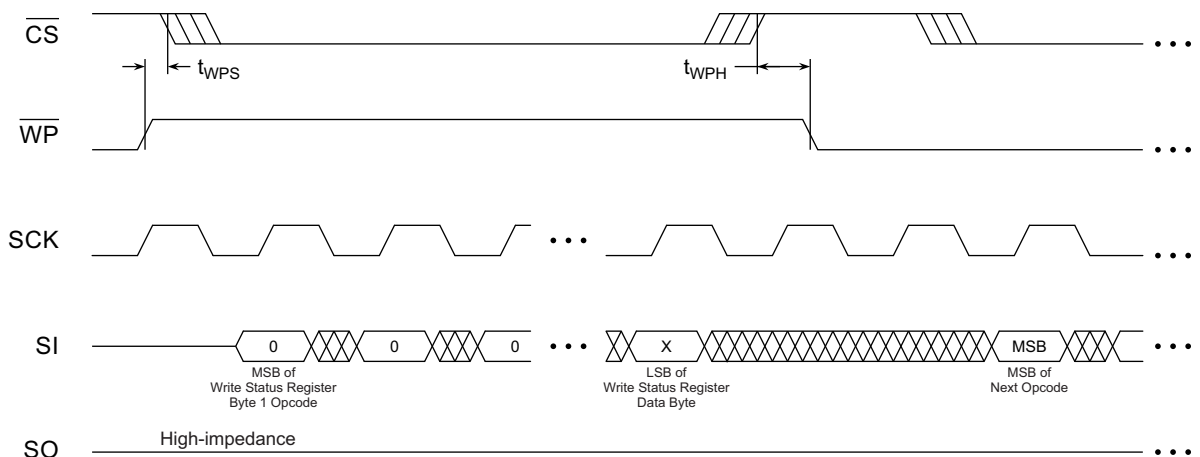 CS
tWPS
tWPH
• • •
WP
• • •
SCK
• • •
• • •
SI
0
0
0
• • •
X
MSB
• • •
MSB of
Write Status Register
Byte 1 Opcode
LSB of
Write Status Register
Data Byte
MSB of
Next Opcode
SO
High-impedance
• • •